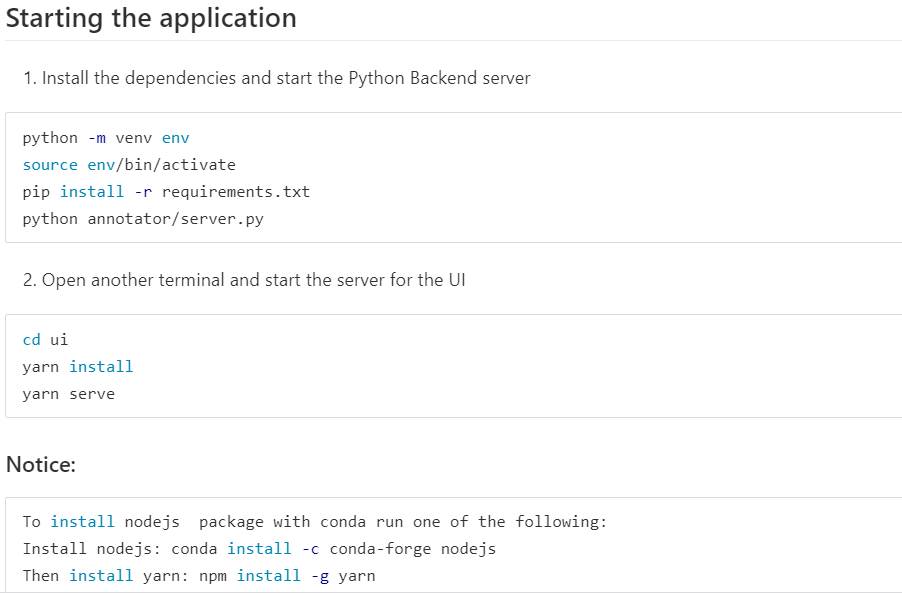 Starting the application
1. Install the dependencies and start the Python Backend server
python -m venv env
source env/bin/activate
pip install -r requirements.txt
python annotator/server.py
2. Open another terminal and start the server for the UI
cd ui
yarn install
yarn serve
Notice:
To install nodejs  package with conda run one of the following:
Install nodejs: conda install -c conda-forge nodejs
Then install yarn: npm install -g yarn